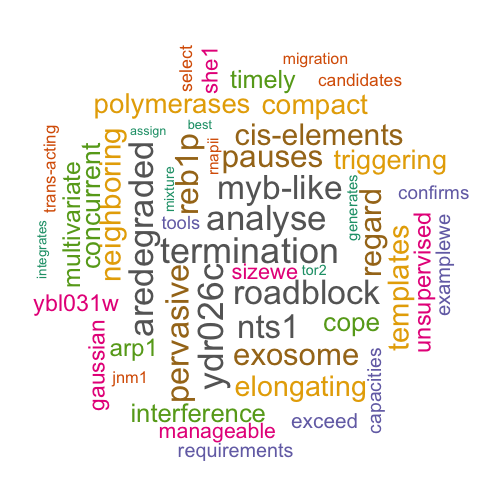 migration
select
she1
timely
candidates
polymerases
compact
trans-acting
assign
best
cis-elements
multivariate
concurrent
neighboring
aredegraded
reb1p
rnapii
pauses
triggering
mixture
myb-like
generates
regard
confirms
tools
analyse
integrates
termination
templates
unsupervised
examplewe
sizewe
tor2
ybl031w
pervasive
ydr026c
roadblock
gaussian
arp1
nts1
cope
exosome
jnm1
elongating
capacities
interference
exceed
manageable
requirements